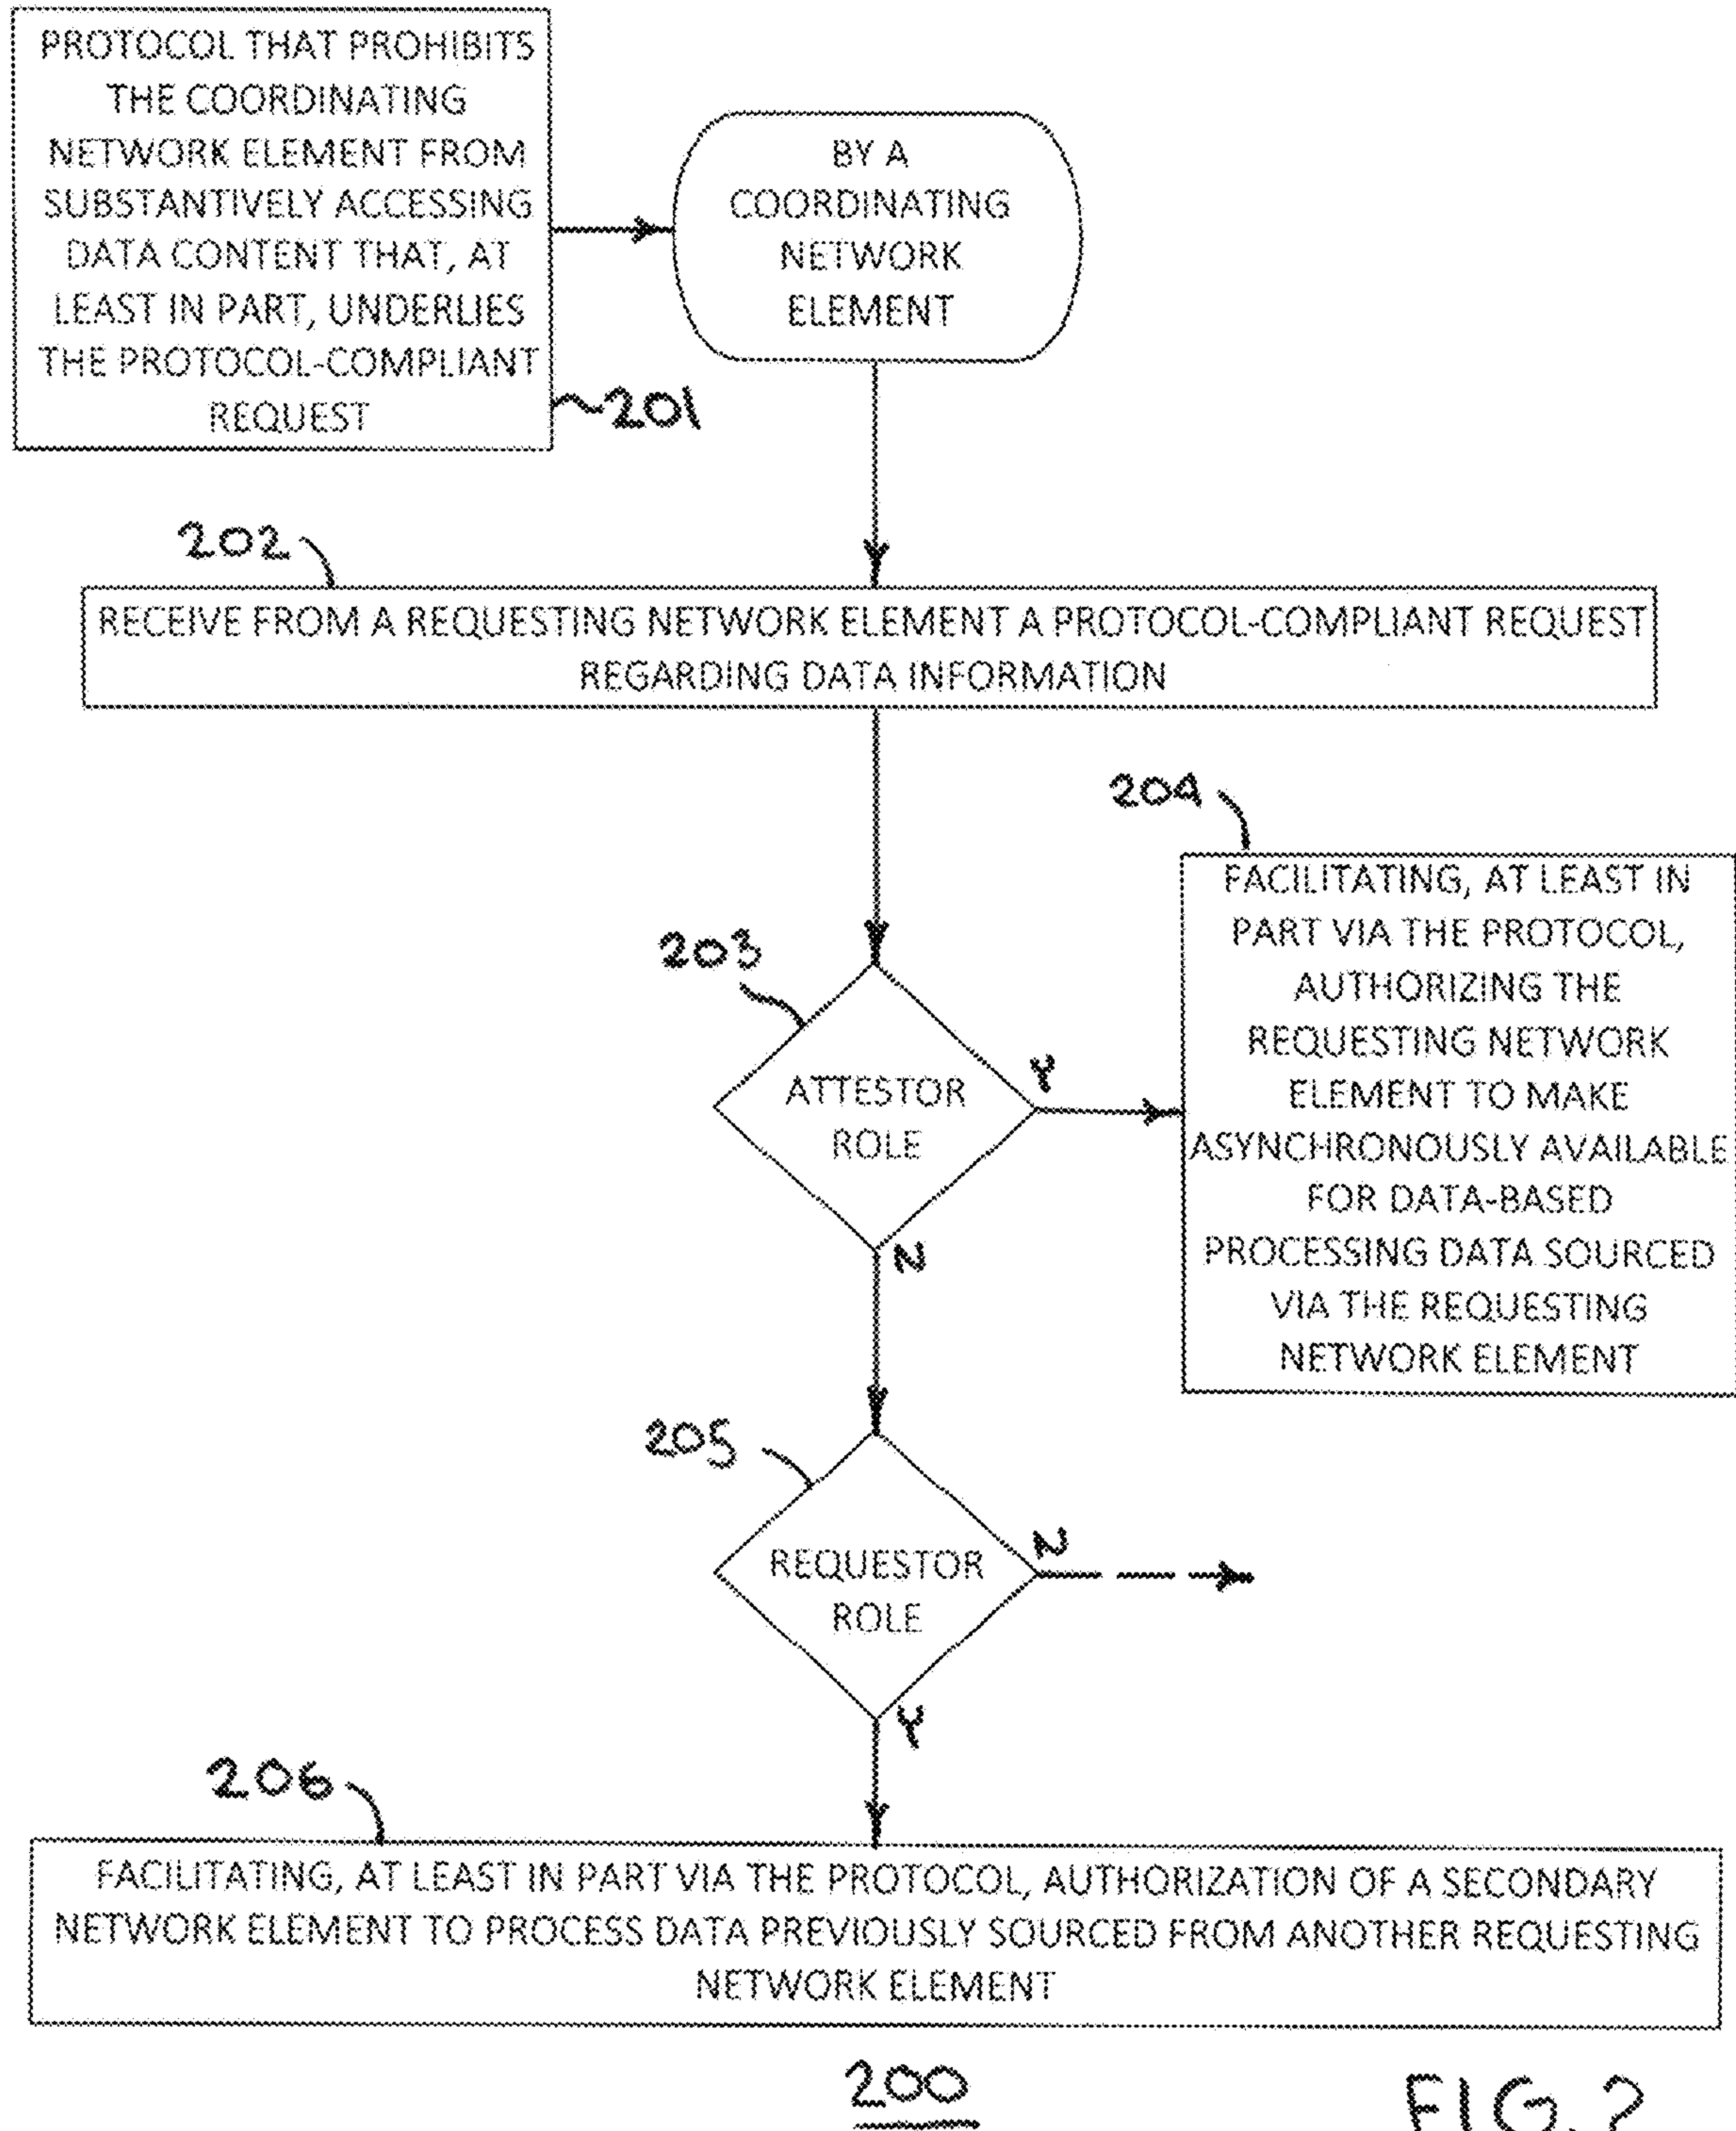 PROTOCOL THAT PROHIBITS
THE COORDINATING
NETWORK ELEMENT FROM
SUBSTANTIVELY ACCESSING
DATA CONTENT THAT, AT
LEAST IN PART, UNDERLIES
THE PROTOCOL-COMPLIANT
REQUEST
201
BY A
COORDINATING
NETWORK
ELEMENT
202
RECEIVE FROM A REQUESTING NETWORK ELEMENT A PROTOCOL-COMPLIANT REQUEST
REGARDING DATA INFORMATION
203
ATTESTOR
ROLE
Y
N
204
FACILITATING, AT LEAST IN
PART VIA THE PROTOCOL,
AUTHORIZING THE
REQUESTING NETWORK
ELEMENT TO MAKE
ASYNCHRONOUSLY AVAILABLE
FOR DATA-BASED
PROCESSING DATA SOURCED
VIA THE REQUESTING
NETWORK ELEMENT
205
REQUESTOR
ROLE
N
Y
206
FACILITATING, AT LEAST IN PART VIA THE PROTOCOL, AUTHORIZATION OF A SECONDARY
NETWORK ELEMENT TO PROCESS DATA PREVIOUSLY SOURCED FROM ANOTHER REQUESTING
NETWORK ELEMENT
200
FIG. 2